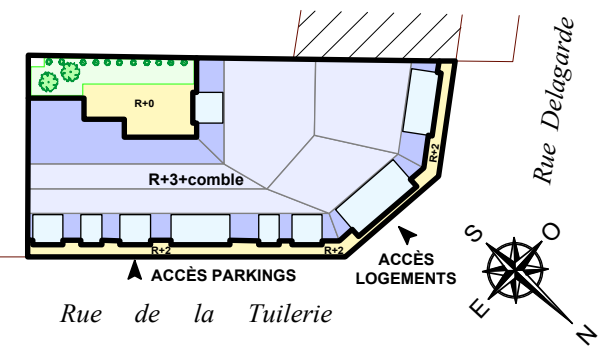 Rue Delagarde
R+0
R+2
R+3+comble
R+2
R+2
ACCÈS PARKINGS
ACCÈS
LOGEMENTS
Rue de la Tuilerie
S
O
E
N